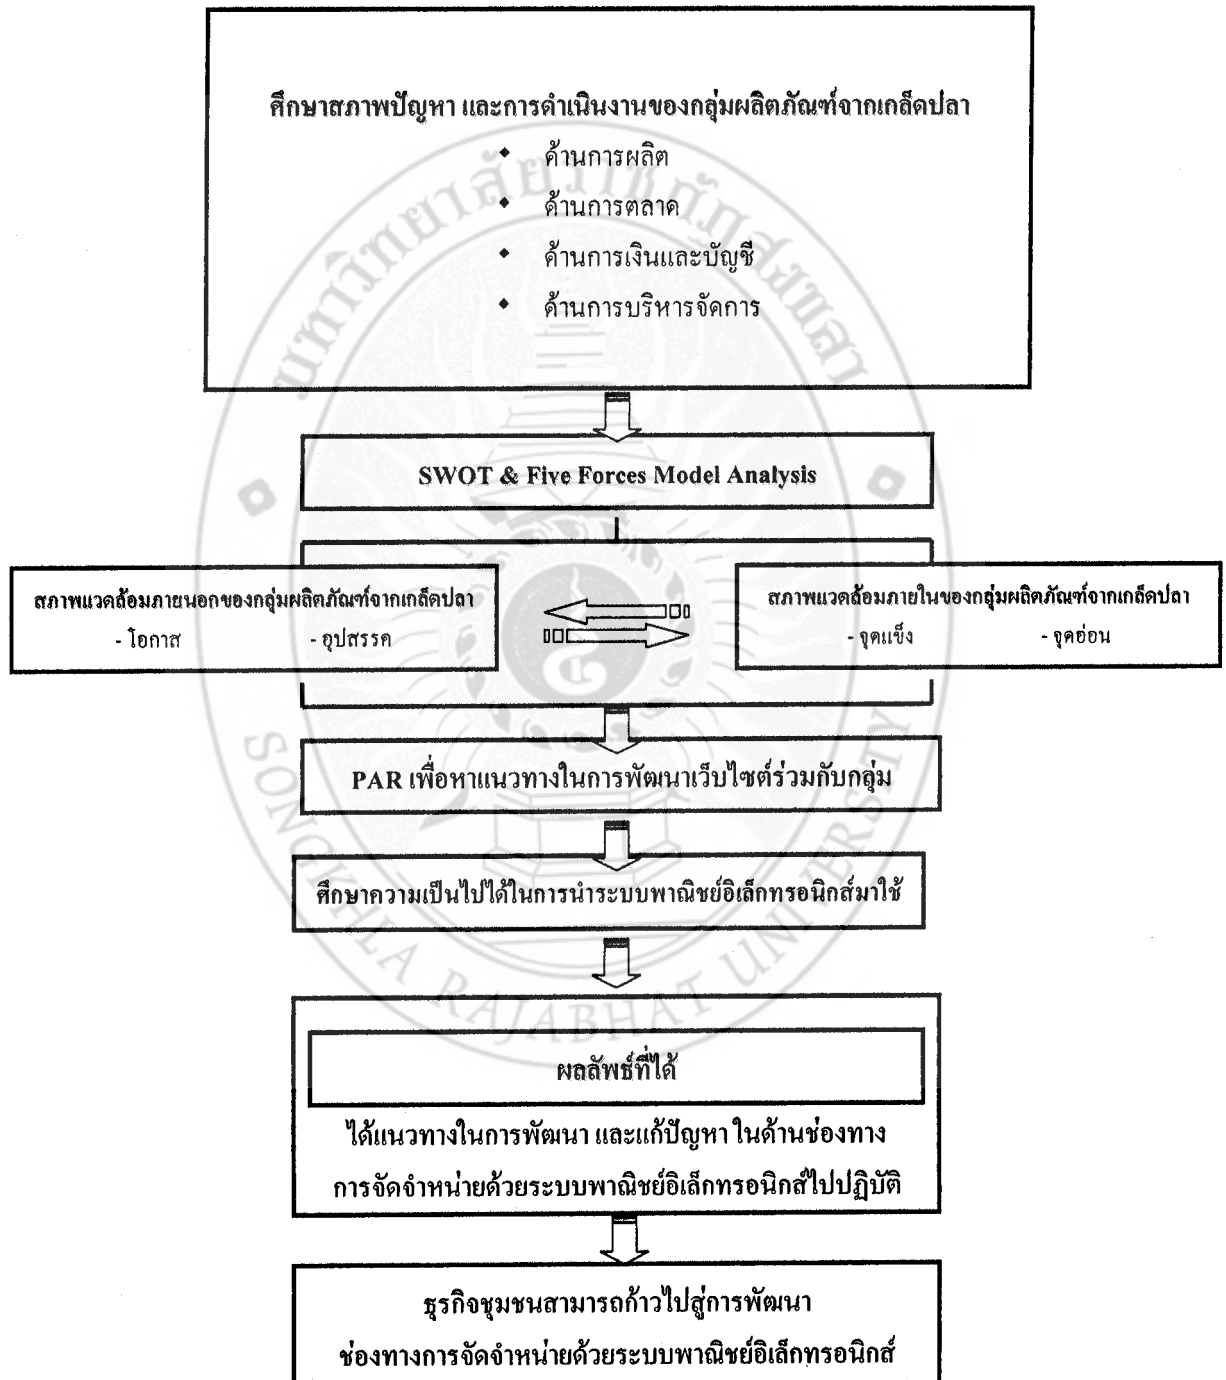 ศึกษาสภาพปัญหา และการดำเนินงานของกลุ่มผลิตภัณฑ์จากเกล็ดปลา
◆ ด้านการผลิต
◆ ด้านการตลาด
◆ ด้านการเงินและบัญชี
◆ ด้านการบริหารจัดการ
SWOT & Five Forces Model Analysis
สภาพแวดล้อมภายนอกของกลุ่มผลิตภัณฑ์จากเกล็ดปลา
- โอกาส - อุปสรรค
สภาพแวดล้อมภายในของกลุ่มผลิตภัณฑ์จากเกล็ดปลา
- จุดแข็ง - จุดอ่อน
PAR เพื่อหาแนวทางในการพัฒนาเว็บไซต์ร่วมกับกลุ่ม
ศึกษาความเป็นไปได้ในการนำระบบพาณิชย์อิเล็กทรอนิกส์มาใช้
ผลลัพธ์ที่ได้
ได้แนวทางในการพัฒนา และแก้ปัญหา ในด้านช่องทาง
การจัดจำหน่ายด้วยระบบพาณิชย์อิเล็กทรอนิกส์ไปปฏิบัติ
ธุรกิจชุมชนสามารถก้าวไปสู่การพัฒนา
ช่องทางการจัดจำหน่ายด้วยระบบพาณิชย์อิเล็กทรอนิกส์
มหาวิทยาลัยราชภัฏสงขลา
SONGKHLA RAJABHAT UNIVERSITY